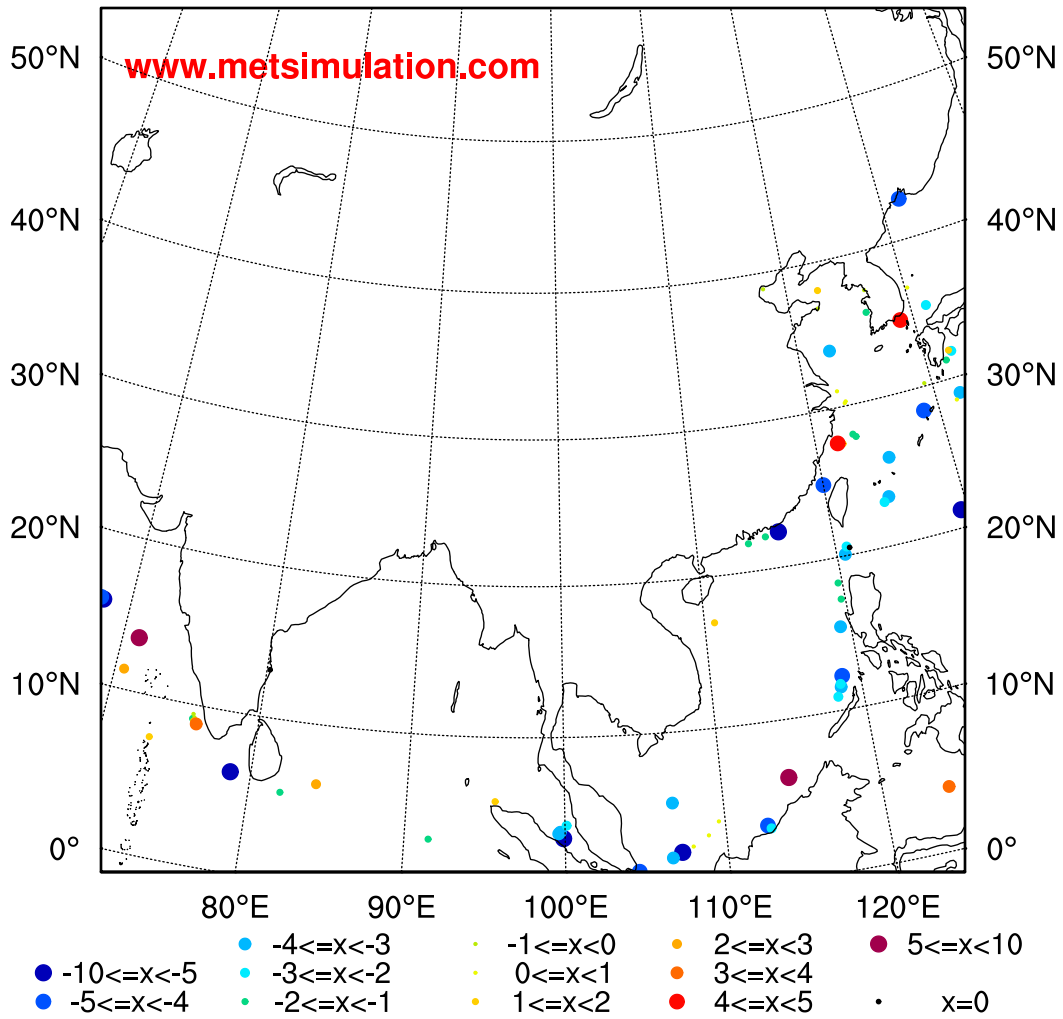 www.metsimulation.com
50°N 50°N
40°N 40°N
30°N 30°N
20°N 20°N
10°N 10°N
0° 0°
80°E 90°E 100°E 110°E 120°E
-4<=x<-3 -1<=x<0 2<=x<3 5<=x<10
-10<=x<-5 -3<=x<-2 0<=x<1 3<=x<4
-5<=x<-4 -2<=x<-1 1<=x<2 4<=x<5 x=0